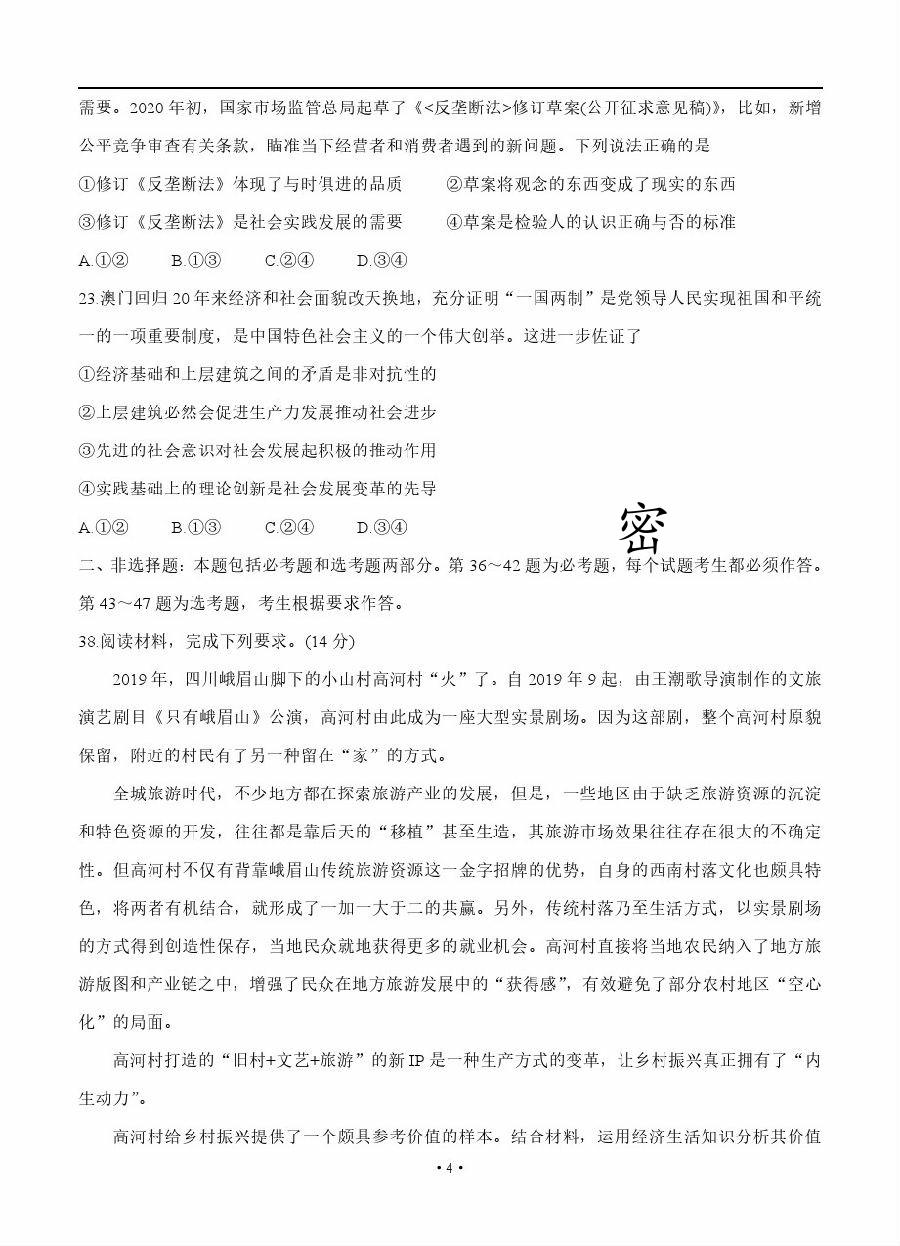 需要。2020年初，国家市场监管总局起草了《<反垄断法>修订草案(公开征求意见稿)》，比如，新增
公平竞争审查有关条款，瞄准当下经营者和消费者遇到的新问题。下列说法正确的是
①修订《反垄断法》体现了与时俱进的品质 ②草案将观念的东西变成了现实的东西
③修订《反垄断法》是社会实践发展的需要 ④草案是检验人的认识正确与否的标准
A.①② B.①③ C.②④ D.③④
23.澳门回归20年来经济和社会面貌改天换地，充分证明“一国两制”是党领导人民实现祖国和平统
一的一项重要制度，是中国特色社会主义的一个伟大创举。这进一步佐证了
①经济基础和上层建筑之间的矛盾是非对抗性的
②上层建筑必然会促进生产力发展推动社会进步
③先进的社会意识对社会发展起积极的推动作用
④实践基础上的理论创新是社会发展变革的先导
A.①② B.①③ C.②④ D.③④
密
二、非选择题：本题包括必考题和选考题两部分。第36～42题为必考题，每个试题考生都必须作答。
第43～47题为选考题，考生根据要求作答。
38.阅读材料，完成下列要求。(14分)
2019年，四川峨眉山脚下的小山村高河村“火”了。自2019年9起，由王潮歌导演制作的文旅
演艺剧目《只有峨眉山》公演，高河村由此成为一座大型实景剧场。因为这部剧，整个高河村原貌
保留，附近的村民有了另一种留在“家”的方式。
全城旅游时代，不少地方都在探索旅游产业的发展，但是，一些地区由于缺乏旅游资源的沉淀
和特色资源的开发，往往都是靠后天的“移植”甚至生造，其旅游市场效果往往存在很大的不确定
性。但高河村不仅有背靠峨眉山传统旅游资源这一金字招牌的优势，自身的西南村落文化也颇具特
色，将两者有机结合，就形成了一加一大于二的共赢。另外，传统村落乃至生活方式，以实景剧场
的方式得到创造性保存，当地民众就地获得更多的就业机会。高河村直接将当地农民纳入了地方旅
游版图和产业链之中，增强了民众在地方旅游发展中的“获得感”，有效避免了部分农村地区“空心
化”的局面。
高河村打造的“旧村+文艺+旅游”的新IP是一种生产方式的变革，让乡村振兴真正拥有了“内
生动力”。
高河村给乡村振兴提供了一个颇具参考价值的样本。结合材料，运用经济生活知识分析其价值
·4·